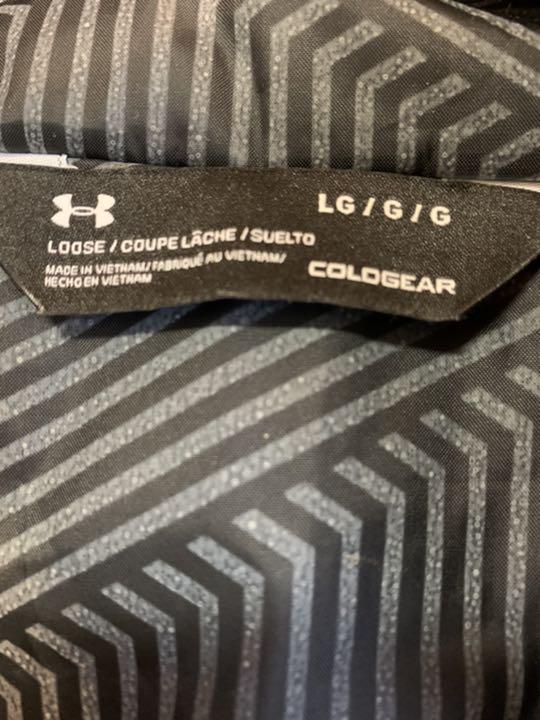 LG / G / G
LOOSE / COUPE LÂCHE / SUELTO
MADE IN VIETNAM / FABRIQUÉ AU VIETNAM /
HECHO EN VIETNAM
COLDGEAR